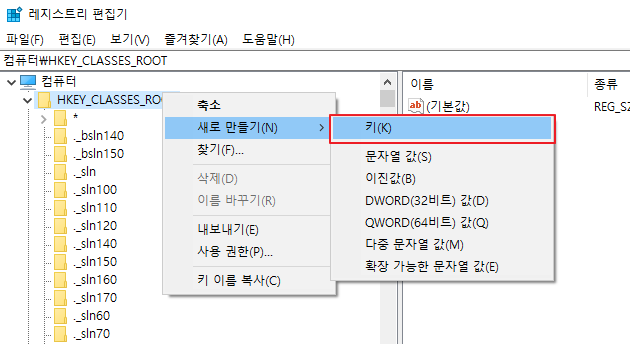 레지스트리 편집기
파일(F) 편집(E) 보기(V) 즐겨찾기(A) 도움말(H)
컴퓨터₩HKEY_CLASSES_ROOT
컴퓨터
HKEY_CLASSES_RO
*
._bsln140
._bsln150
._sln
._sln100
._sln110
._sln120
._sln140
._sln150
._sln160
._sln170
._sln60
._sln70
축소
새로 만들기(N)
찾기(F)...
삭제(D)
이름 바꾸기(R)
내보내기(E)
사용 권한(P)...
키 이름 복사(C)
키(K)
문자열 값(S)
이진값(B)
DWORD(32비트) 값(D)
QWORD(64비트) 값(Q)
다중 문자열 값(M)
확장 가능한 문자열 값(E)
이름 종류
ab (기본값) REG_SZ